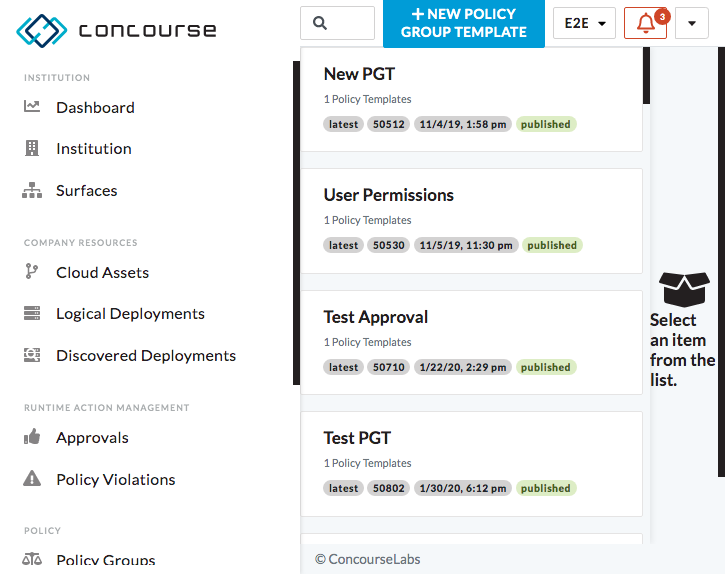 concourse
NEW POLICY
GROUP TEMPLATE
E2E
3
INSTITUTION
Dashboard
Institution
Surfaces
COMPANY RESOURCES
Cloud Assets
Logical Deployments
Discovered Deployments
RUNTIME ACTION MANAGEMENT
Approvals
Policy Violations
POLICY
Policy Groups
New PGT
1 Policy Templates
latest 50512 11/4/19, 1:58 pm published
User Permissions
1 Policy Templates
latest 50530 11/5/19, 11:30 pm published
Test Approval
1 Policy Templates
latest 50710 1/22/20, 2:29 pm published
Test PGT
1 Policy Templates
latest 50802 1/30/20, 6:12 pm published
Select
an item
from the
list.
© ConcourseLabs